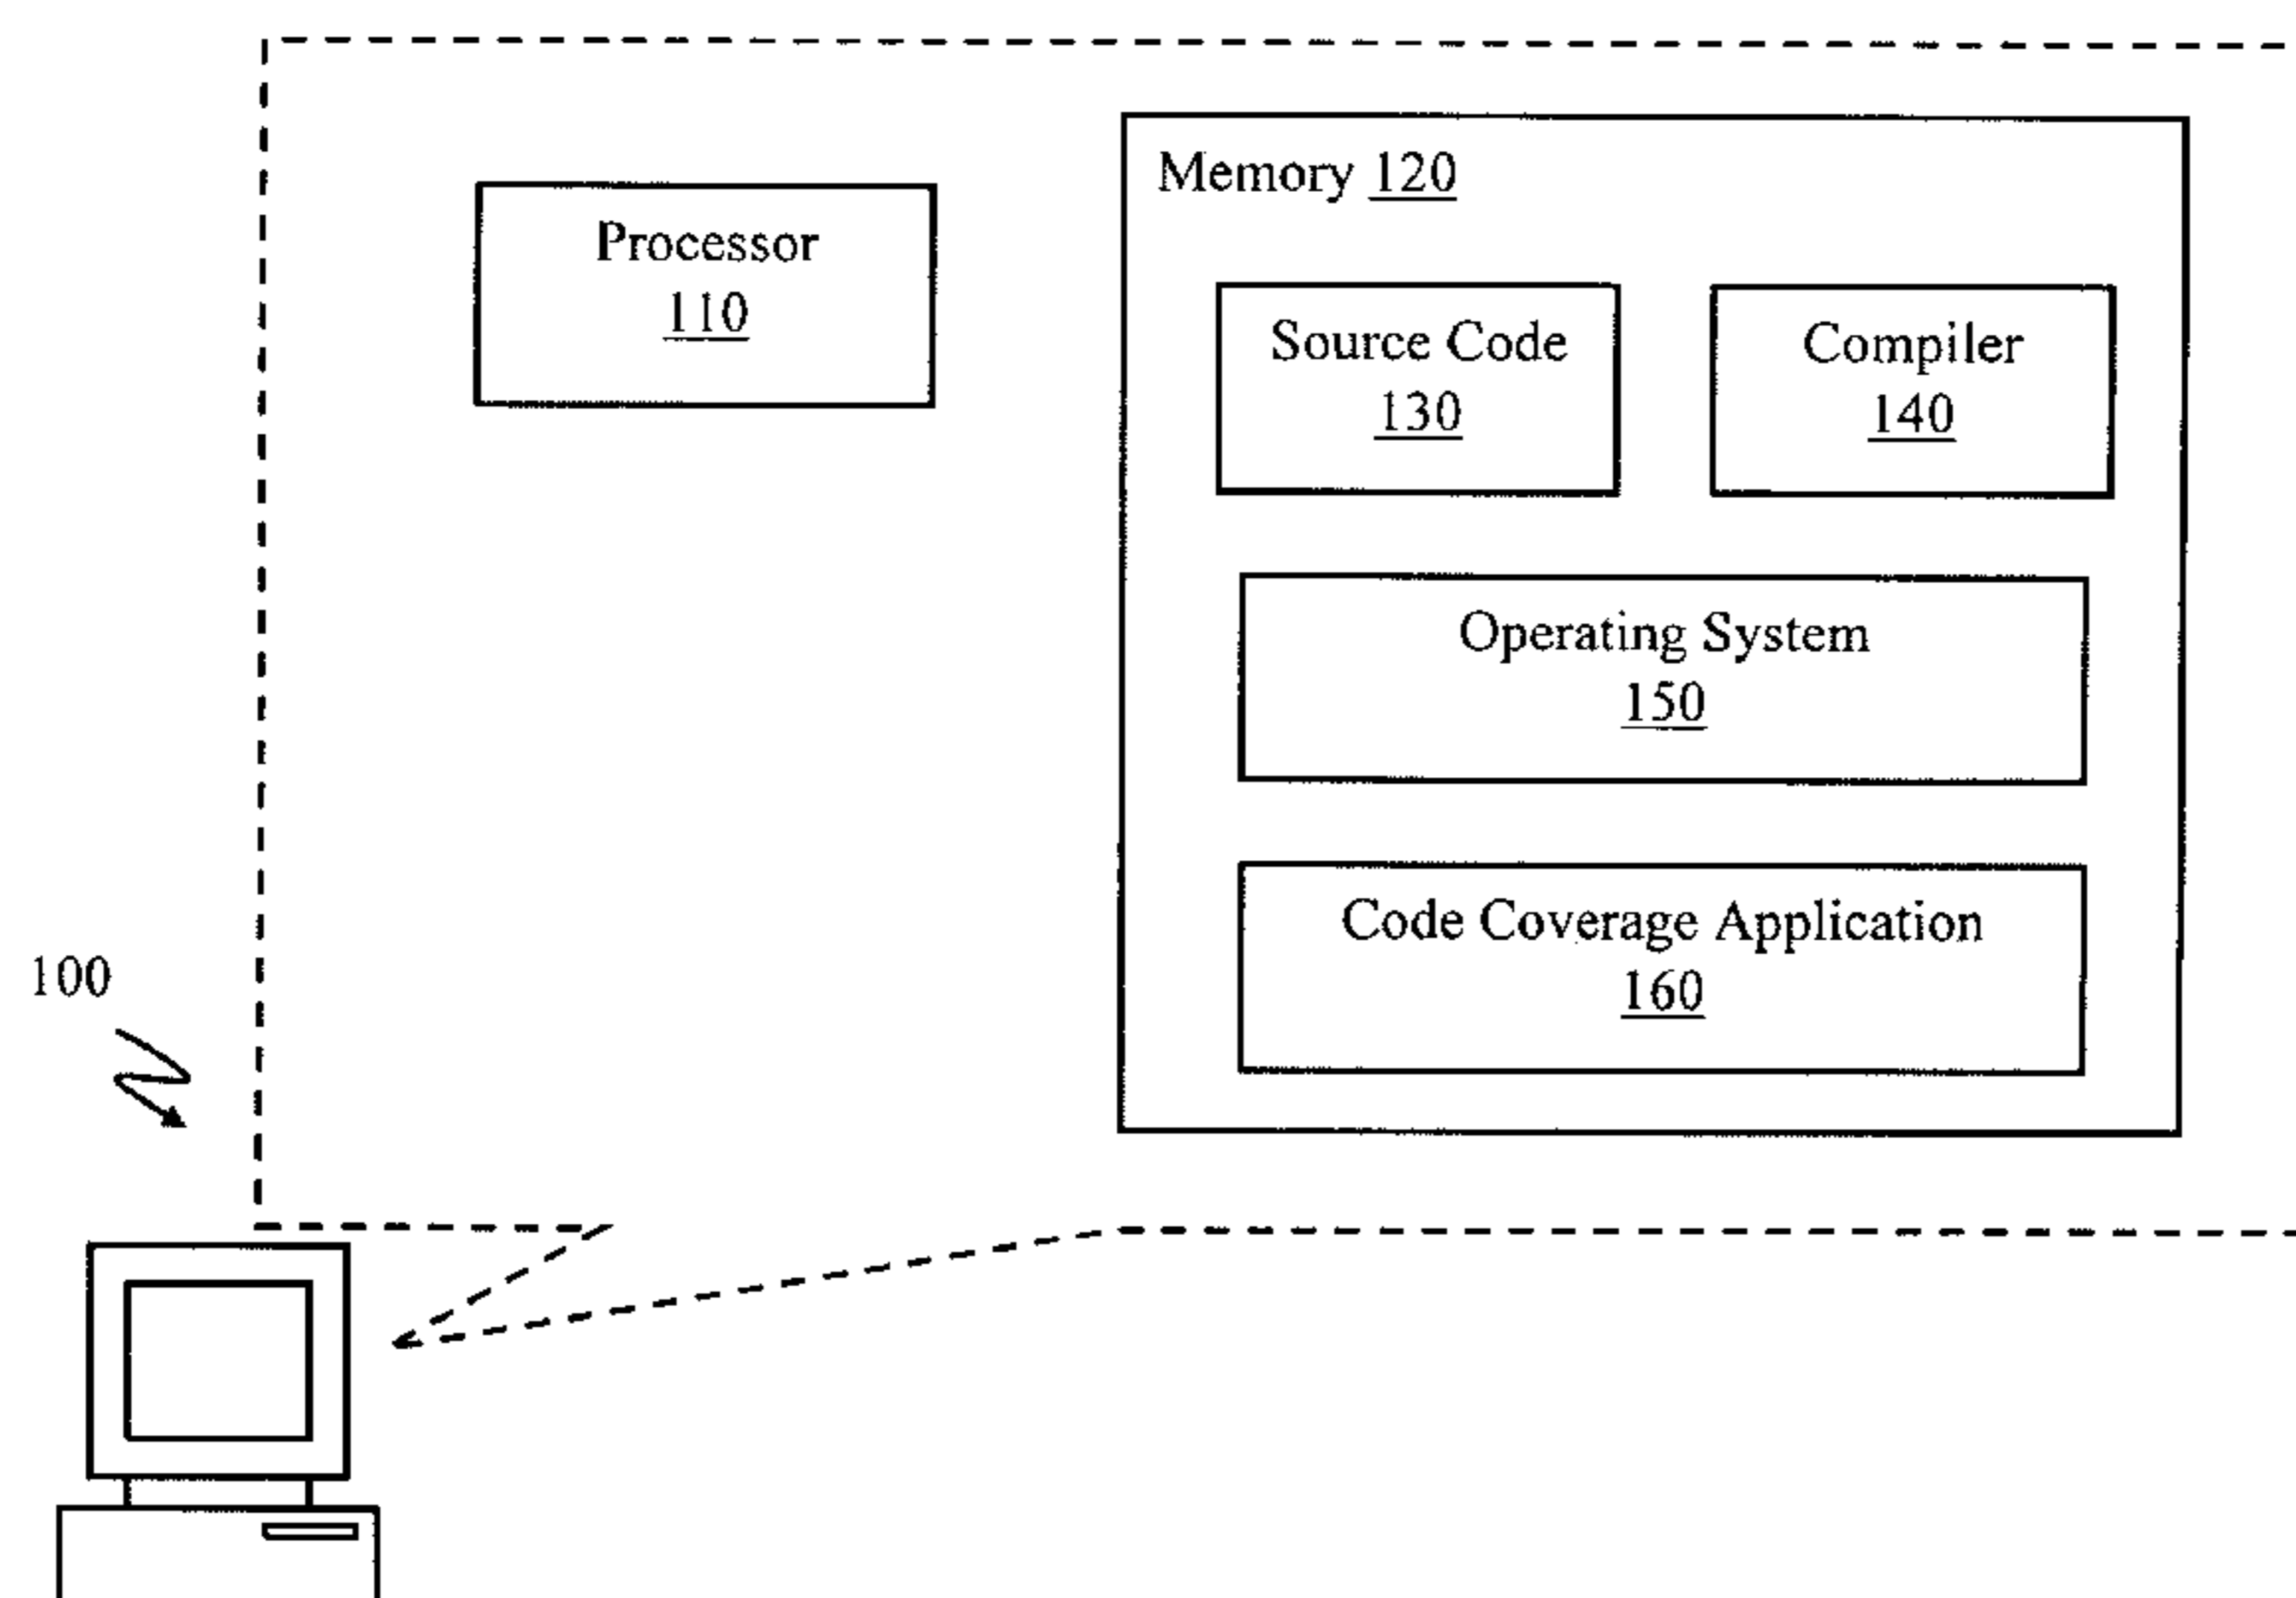 Memory 120
Processor
110
Source Code
130
Compiler
140
Operating System
150
Code Coverage Application
160
100